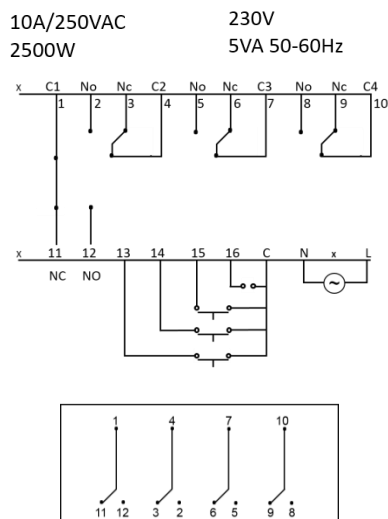 10A/250VAC 230V
2500W 5VA 50-60Hz
x C1 No Nc C2 No Nc C3 No Nc C4
1 2 3 4 5 6 7 8 9 10
x 11 12 13 14 15 16 C N x L
NC NO
~
1 4 7 10
11 12 3 2 6 5 9 8